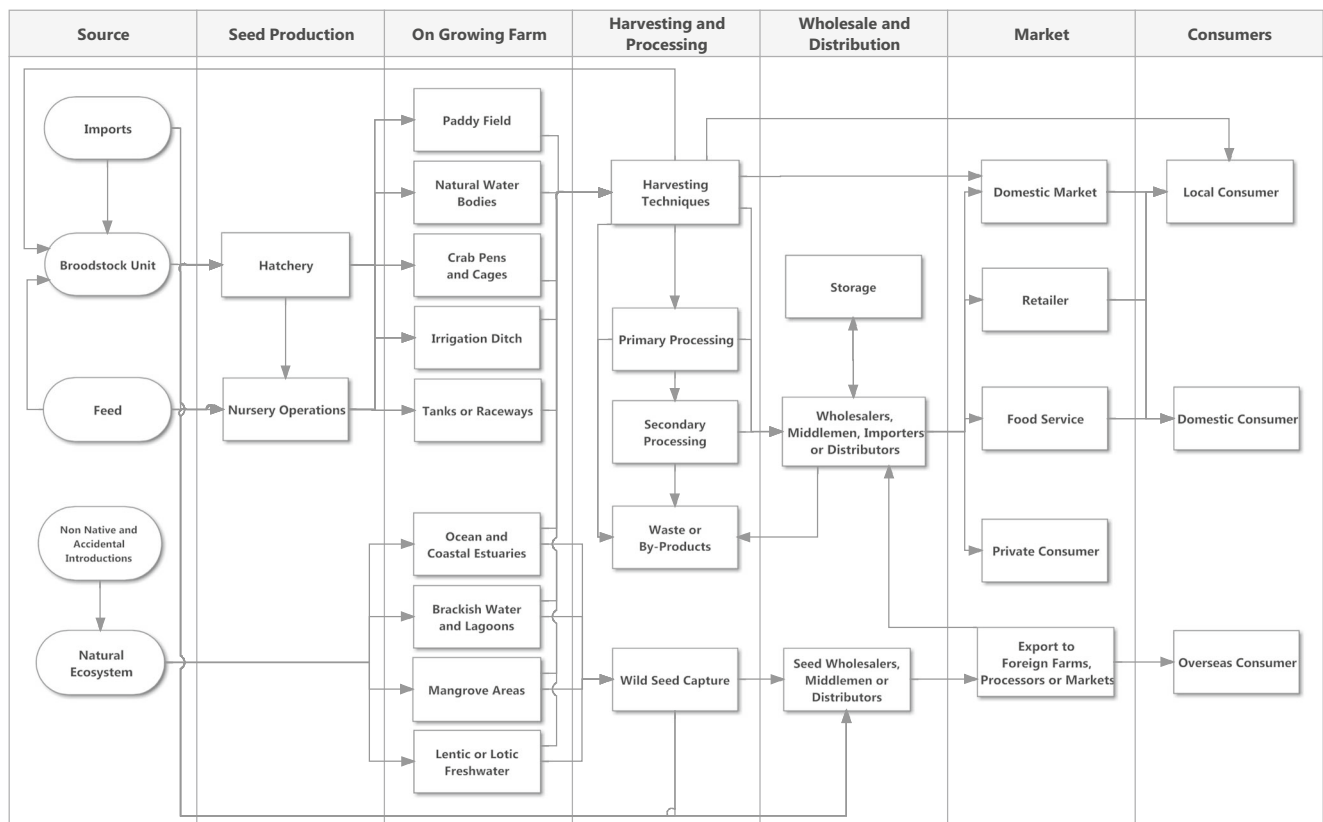 Source
Seed Production
On Growing Farm
Harvesting and
Processing
Wholesale and
Distribution
Market
Consumers
Imports
Broodstock Unit
Feed
Non Native and
Accidental
Introductions
Natural
Ecosystem
Hatchery
Nursery Operations
Paddy Field
Natural Water
Bodies
Crab Pens
and Cages
Irrigation Ditch
Tanks or Raceways
Ocean and
Coastal Estuaries
Brackish Water
and Lagoons
Mangrove Areas
Lentic or Lotic
Freshwater
Harvesting
Techniques
Primary Processing
Secondary
Processing
Waste or
By-Products
Wild Seed Capture
Storage
Wholesalers,
Middlemen, Importers
or Distributors
Seed Wholesalers,
Middlemen or
Distributors
Domestic Market
Retailer
Food Service
Private Consumer
Export to
Foreign Farms,
Processors or Markets
Local Consumer
Domestic Consumer
Overseas Consumer